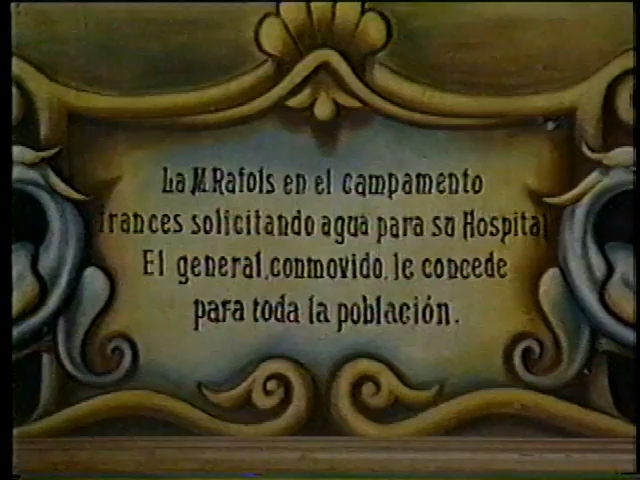 La M.Rafols en el campamento
frances solicitando agua para su Hospital
El general,conmovido,le concede
para toda la población.